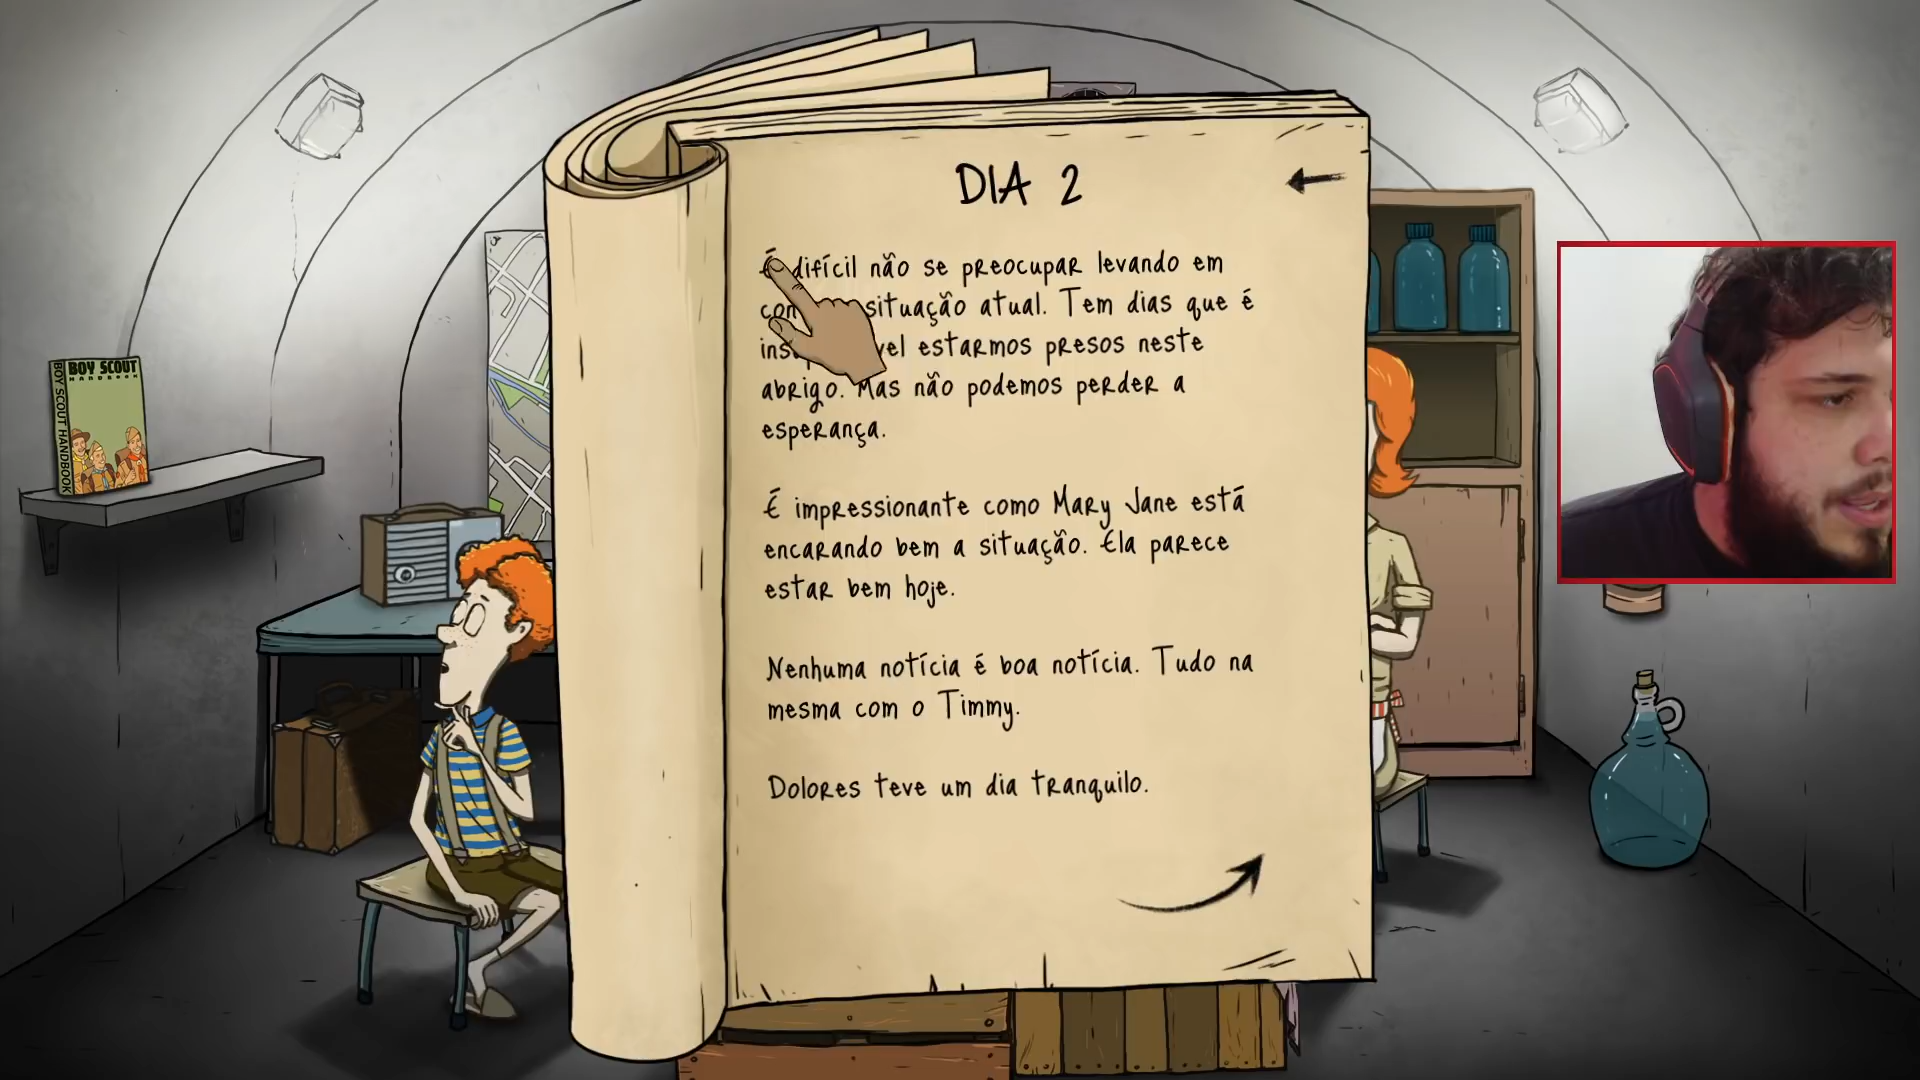 BOY SCOUT
HANDBOOK
BOY SCOUT HANDBOOK
DIA 2
É difícil não se preocupar levando em
situação atual. Tem dias que é
estarmos presos neste
abrigo. Mas não podemos perder a
esperança.
É impressionante como Mary Jane está
encarando bem a situação. Ela parece
estar bem hoje.
Nenhuma notícia é boa notícia. Tudo na
mesma com o Timmy.
Dolores teve um dia tranquilo.